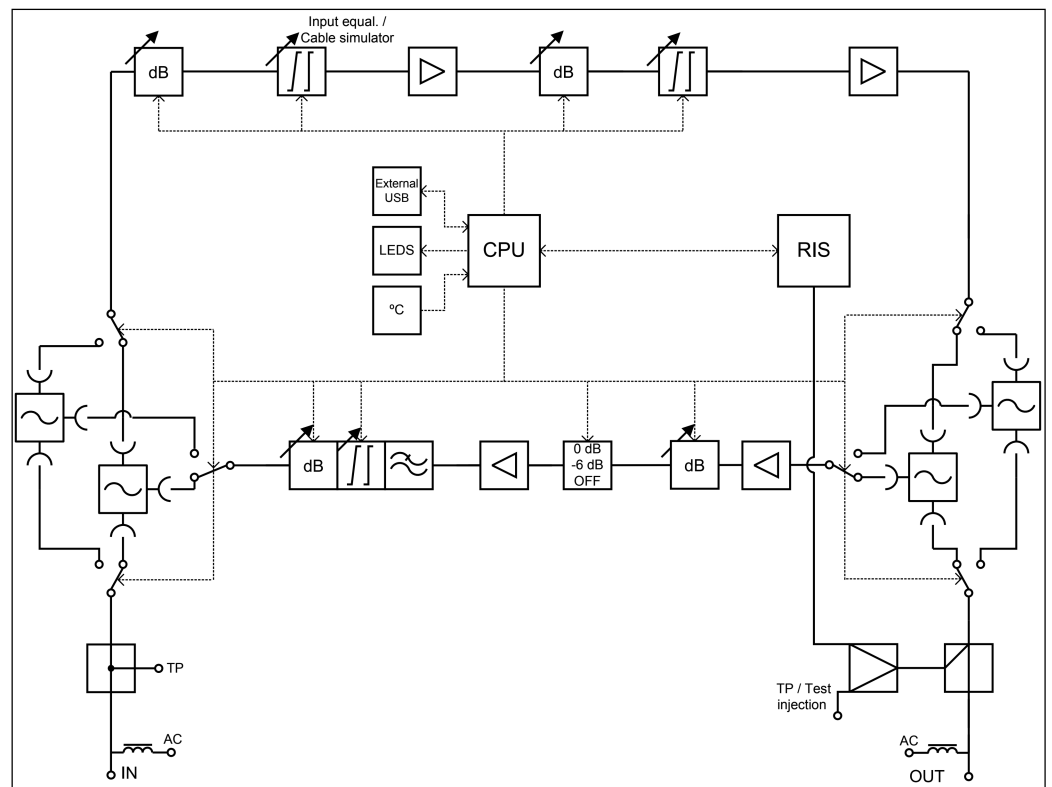 Input equal. /
Cable simulator
dB
dB
External
USB
LEDS
CPU
RIS
ºC
dB
0 dB
-6 dB
OFF
dB
TP
TP / Test
injection
AC
IN
AC
OUT